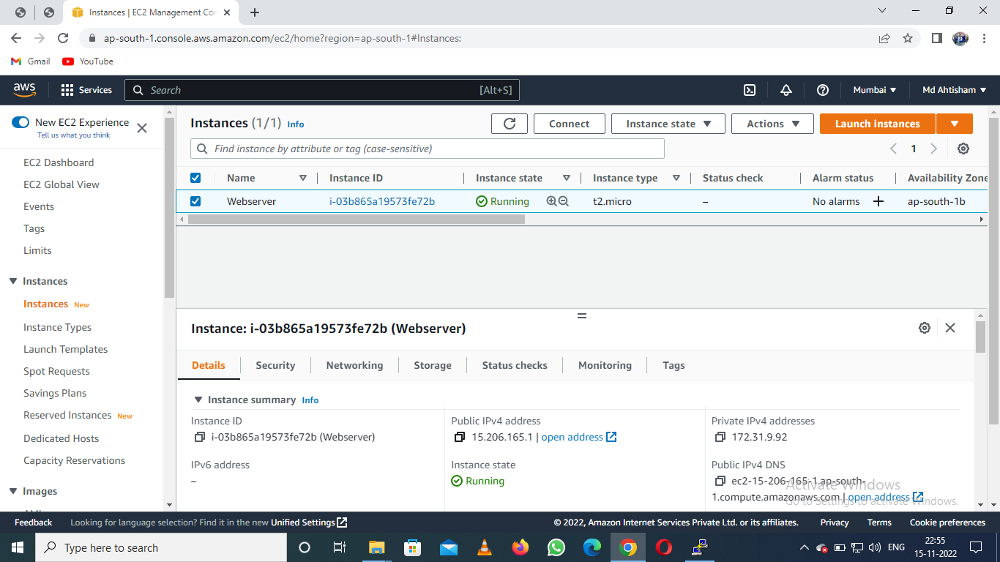 Instances | EC2 Management Cor
ap-south-1.console.aws.amazon.com/ec2/home?region=ap-south-1#Instances:
Gmail YouTube
aws Services Search [Alt+S] Mumbai Md Ahtisham
New EC2 Experience
Tell us what you think
EC2 Dashboard
EC2 Global View
Events
Tags
Limits
Instances
Instances New
Instance Types
Launch Templates
Spot Requests
Savings Plans
Reserved Instances New
Dedicated Hosts
Capacity Reservations
Images
Instances (1/1) Info Connect Instance state Actions Launch instances
Find instance by attribute or tag (case-sensitive) 1
Name Instance ID Instance state Instance type Status check Alarm status Availability Zone
Webserver i-03b865a19573fe72b Running t2.micro – No alarms + ap-south-1b
Instance: i-03b865a19573fe72b (Webserver)
Details Security Networking Storage Status checks Monitoring Tags
Instance summary Info
Instance ID
i-03b865a19573fe72b (Webserver)
Public IPv4 address
15.206.165.1 | open address
Private IPv4 addresses
172.31.9.92
IPv6 address
–
Instance state
Running
Public IPv4 DNS
ec2-15-206-165-1.ap-south-
1.compute.amazonaws.com | open address
Activate Windows
Go to Settings to activate Windows.
Feedback Looking for language selection? Find it in the new Unified Settings © 2022, Amazon Internet Services Private Ltd. or its affiliates. Privacy Terms Cookie preferences
Type here to search ENG 22:55
15-11-2022